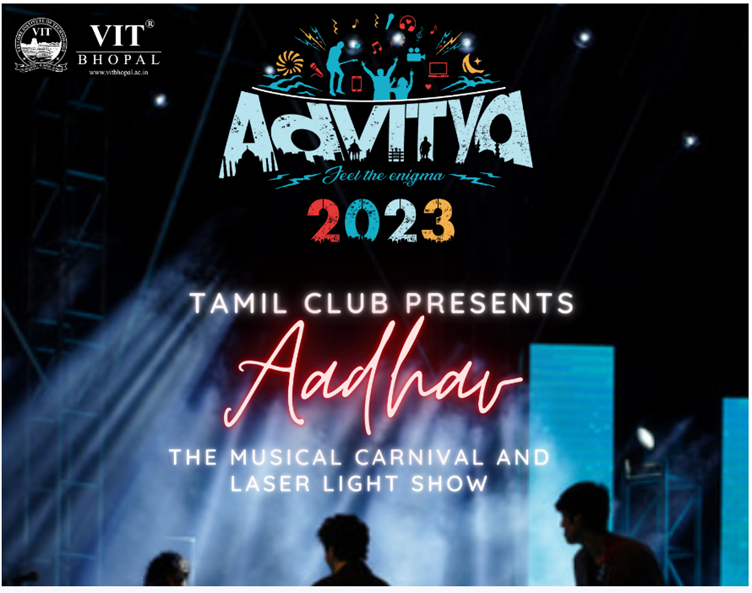 VIT
VIT®
BHOPAL
www.vitbhopal.ac.in
AdVITya
Feel the enigma
2023
TAMIL CLUB PRESENTS
Aadhav
THE MUSICAL CARNIVAL AND
LASER LIGHT SHOW